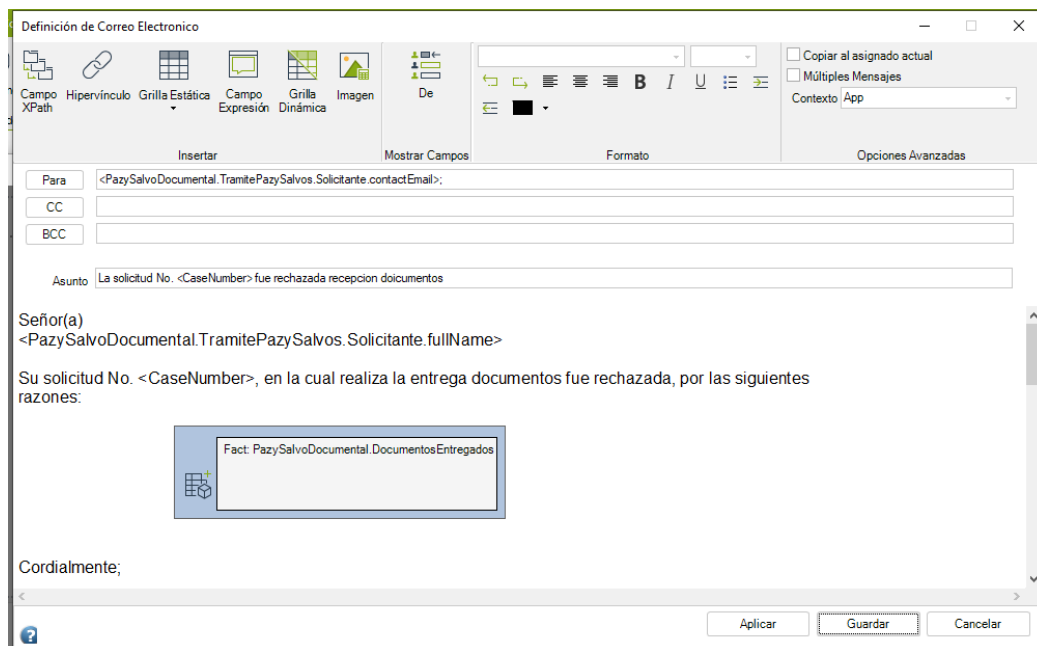 Definición de Correo Electronico
Campo XPath
Hipervínculo
Grilla Estática
Campo Expresión
Grilla Dinámica
Imagen
De
B I U
Copiar al asignado actual
Múltiples Mensajes
Contexto App
Insertar
Mostrar Campos
Formato
Opciones Avanzadas
Para <PazySalvoDocumental.TramitePazySalvos.Solicitante.contactEmail>;
CC
BCC
Asunto La solicitud No. <CaseNumber> fue rechazada recepcion doicumentos
Señor(a)
<PazySalvoDocumental.TramitePazySalvos.Solicitante.fullName>
Su solicitud No. <CaseNumber>, en la cual realiza la entrega documentos fue rechazada, por las siguientes
razones:
Fact: PazySalvoDocumental.DocumentosEntregados
Cordialmente;
Aplicar
Guardar
Cancelar